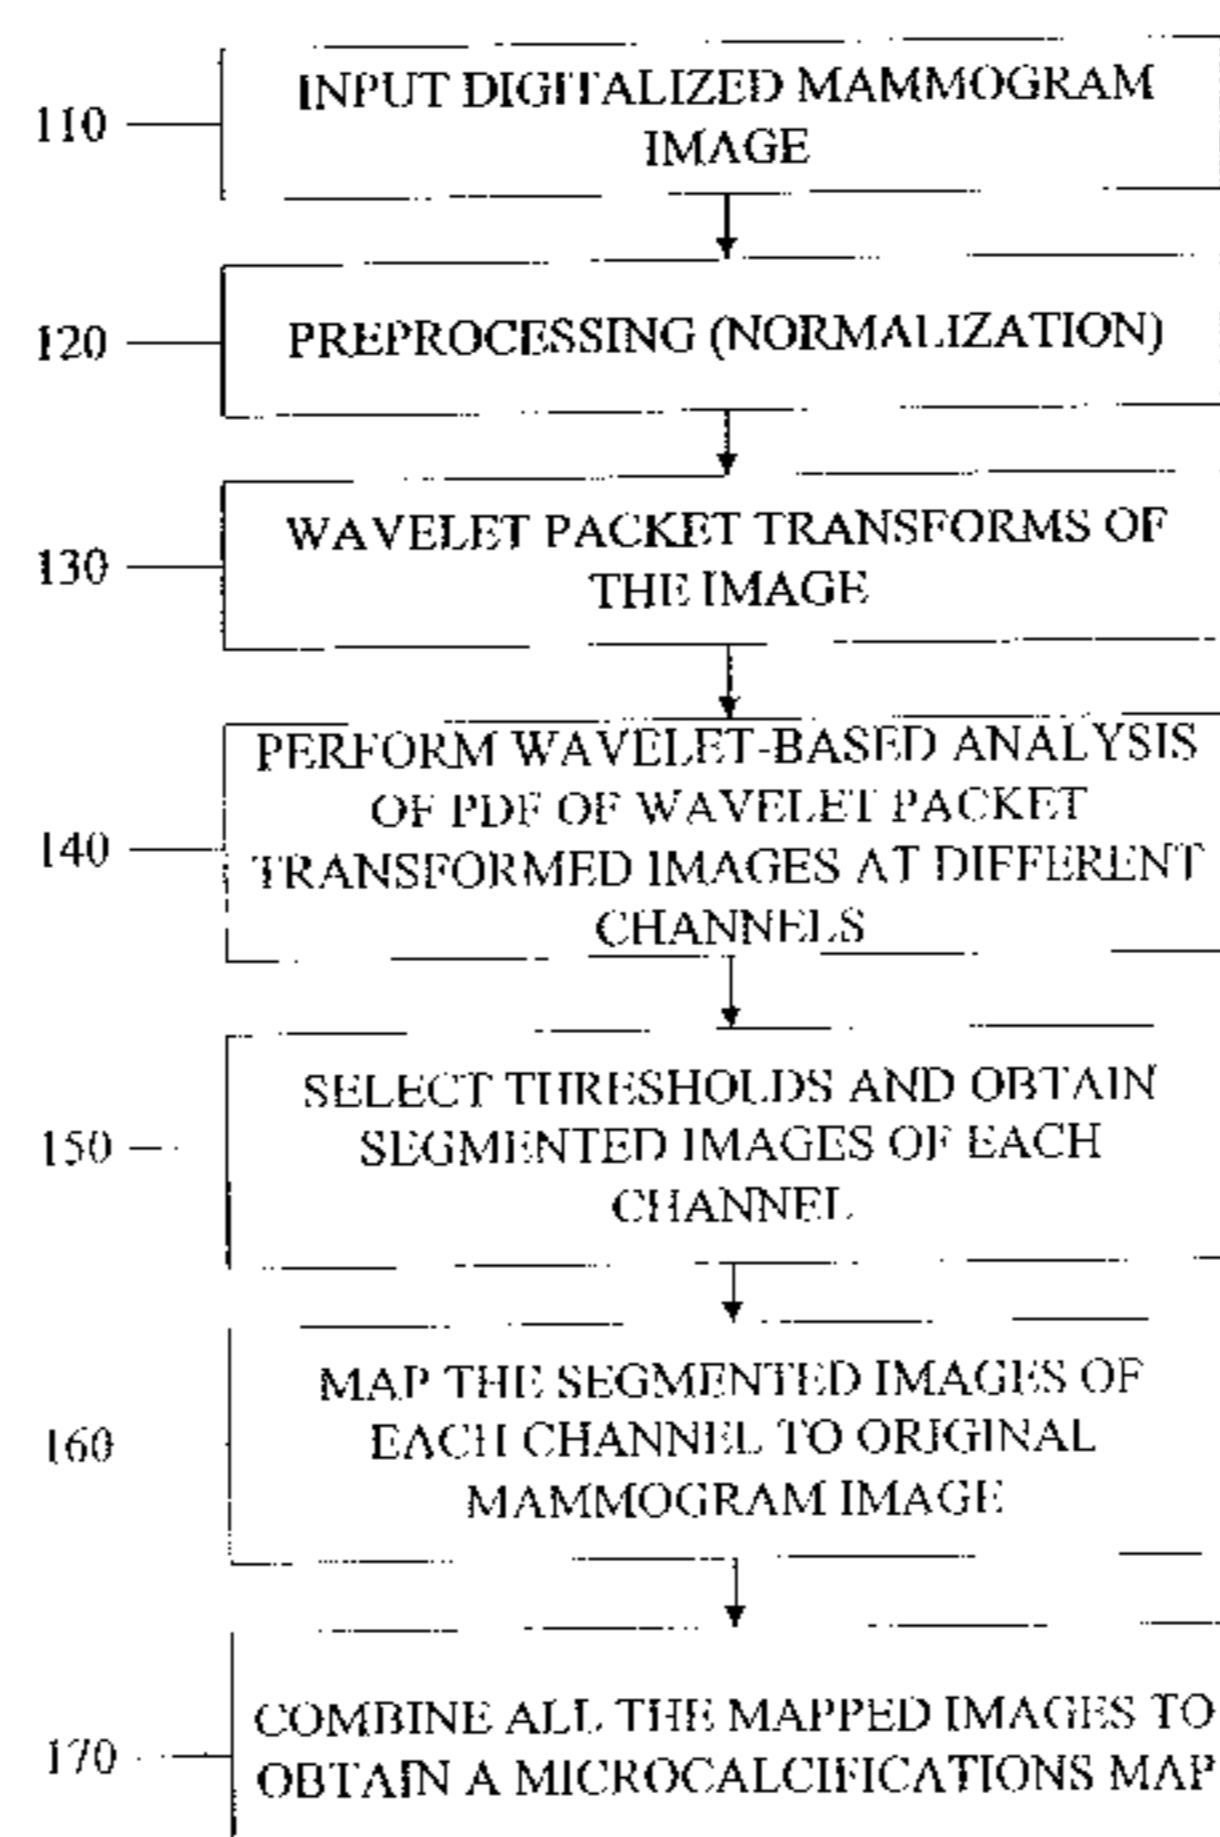 110
INPUT DIGITALIZED MAMMOGRAM
IMAGE
120
PREPROCESSING (NORMALIZATION)
130
WAVELET PACKET TRANSFORMS OF
THE IMAGE
140
PERFORM WAVELET-BASED ANALYSIS
OF PDF OF WAVELET PACKET
TRANSFORMED IMAGES AT DIFFERENT
CHANNELS
150
SELECT THRESHOLDS AND OBTAIN
SEGMENTED IMAGES OF EACH
CHANNEL
160
MAP THE SEGMENTED IMAGES OF
EACH CHANNEL TO ORIGINAL
MAMMOGRAM IMAGE
170
COMBINE ALL THE MAPPED IMAGES TO
OBTAIN A MICROCALCIFICATIONS MAP